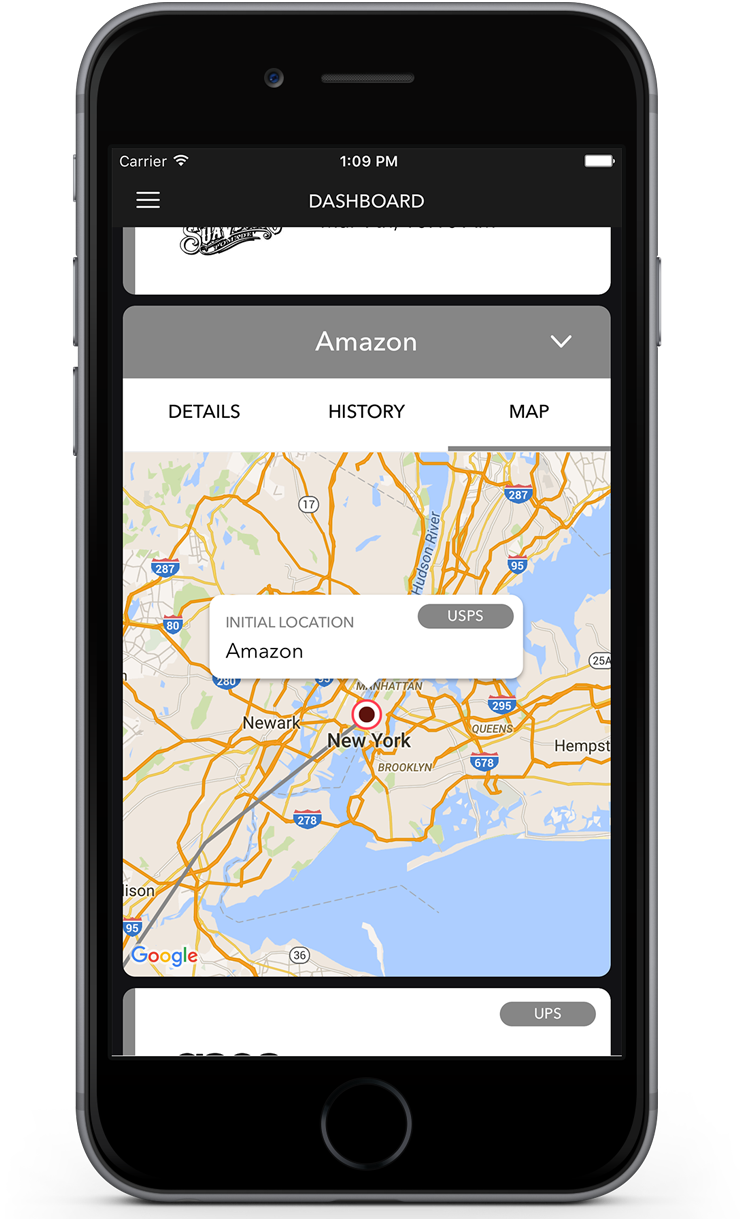 Carrier 1:09 PM
DASHBOARD
Amazon
DETAILS HISTORY MAP
17
287
Hudson River
95
287
80
INITIAL LOCATION USPS
Amazon
25A
280
95
MANHATTAN
295
Newark
QUEENS
New York
Hempst
BROOKLYN
678
278
lison
95
Google
36
UPS